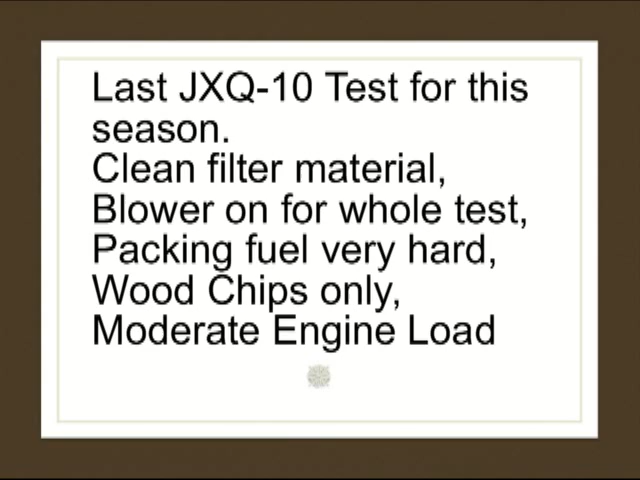 Last JXQ-10 Test for this
season.
Clean filter material,
Blower on for whole test,
Packing fuel very hard,
Wood Chips only,
Moderate Engine Load